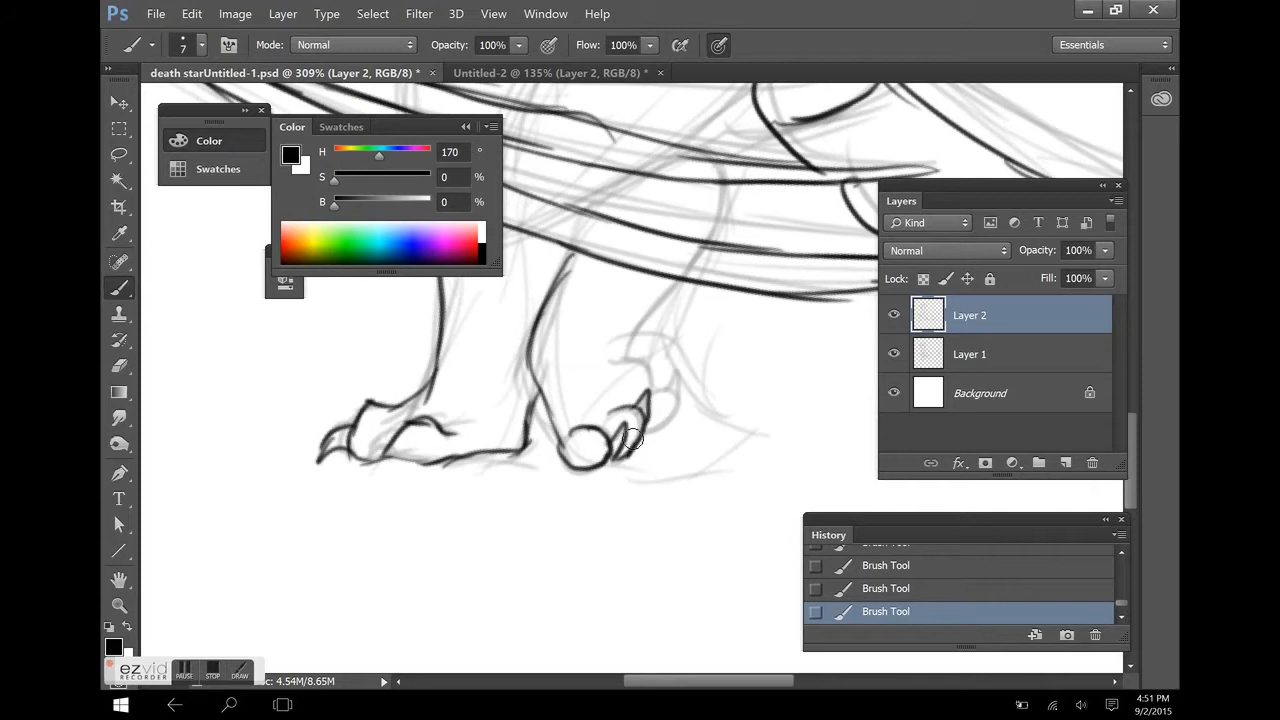 Ps File Edit Image Layer Type Select Filter 3D View Window Help
7 Mode: Normal Opacity: 100% Flow: 100% Essentials
death starUntitled-1.psd @ 309% (Layer 2, RGB/8) * × Untitled-2 @ 135% (Layer 2, RGB/8) * ×
Color
Swatches
Color Swatches
H 170 °
S 0 %
B 0 %
Layers
Kind
Normal Opacity: 100%
Lock: Fill: 100%
Layer 2
Layer 1
Background
History
Brush Tool
Brush Tool
Brush Tool
Brush Tool
ezvid
RECORDER
PAUSE STOP DRAW
oc: 4.54M/8.65M
4:51 PM
9/2/2015